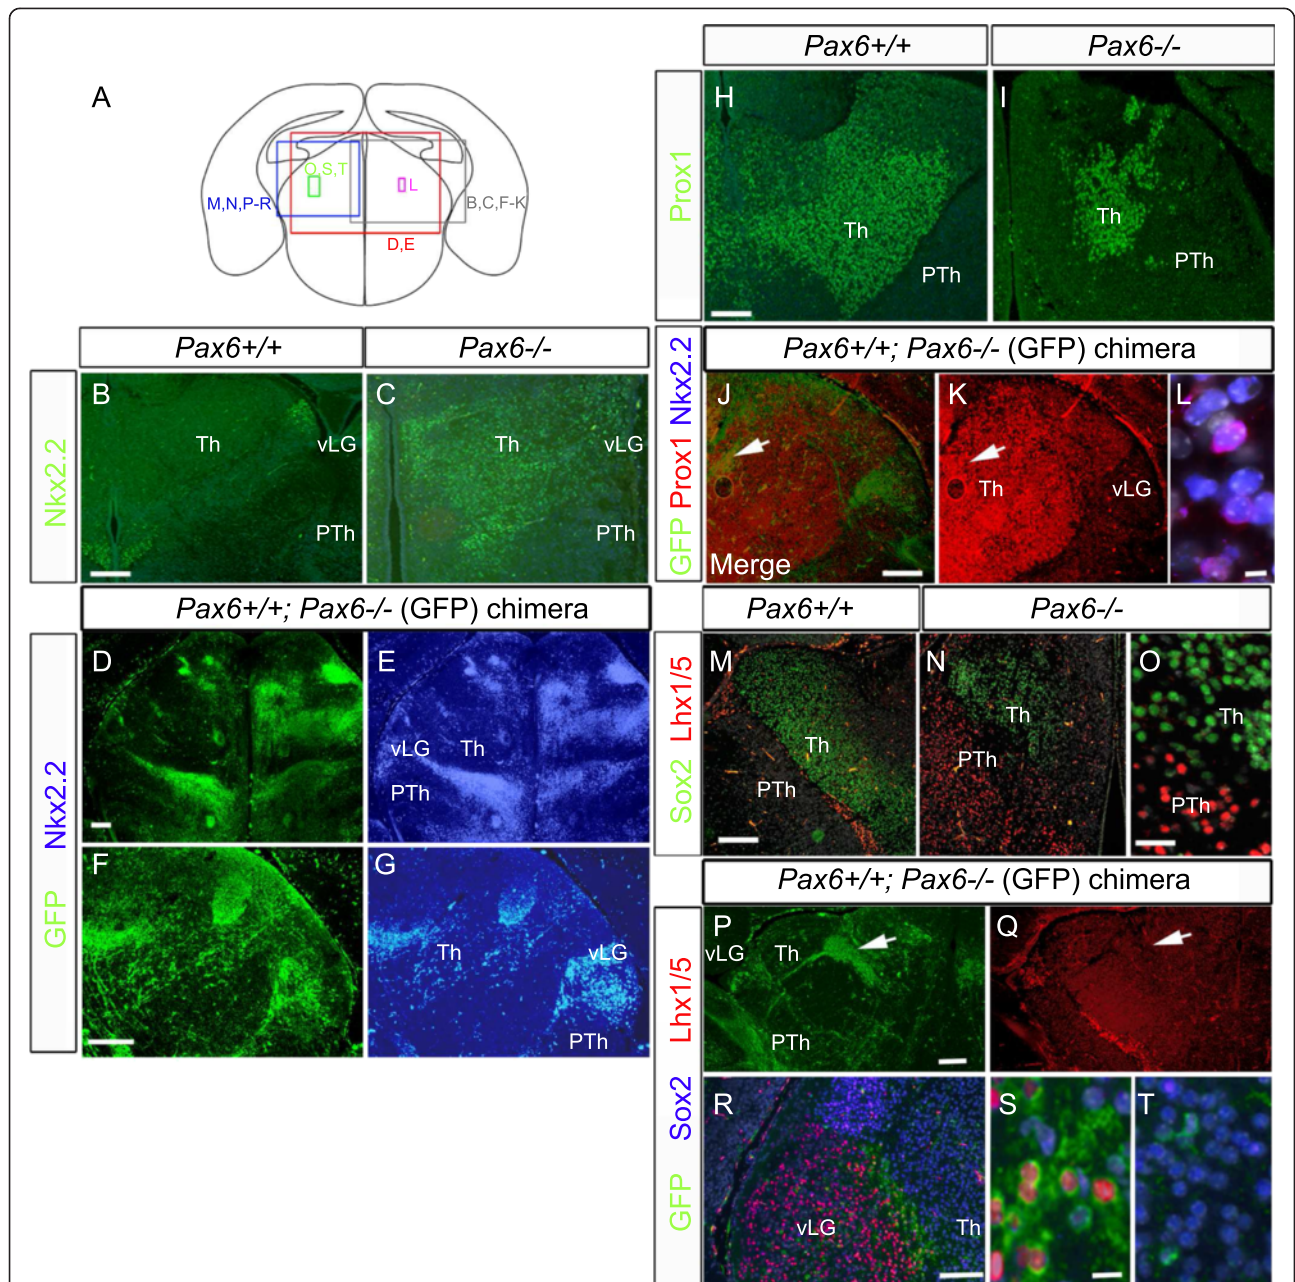 A
O,S,T
L
M,N,P-R
B,C,F-K
D,E
Pax6+/+
Pax6-/-
Nkx2.2
B
Th
vLG
PTh
C
Th
vLG
PTh
Pax6+/+; Pax6-/- (GFP) chimera
GFP Nkx2.2
D
E
vLG
Th
PTh
F
G
Th
vLG
PTh
Pax6+/+
Pax6-/-
Prox1
H
Th
PTh
I
Th
PTh
Pax6+/+; Pax6-/- (GFP) chimera
GFP Prox1 Nkx2.2
J
Merge
K
Th
vLG
L
Pax6+/+
Pax6-/-
Sox2 Lhx1/5
M
Th
PTh
N
Th
PTh
O
Th
PTh
Pax6+/+; Pax6-/- (GFP) chimera
GFP Sox2 Lhx1/5
P
vLG
Th
PTh
Q
R
vLG
Th
S
T